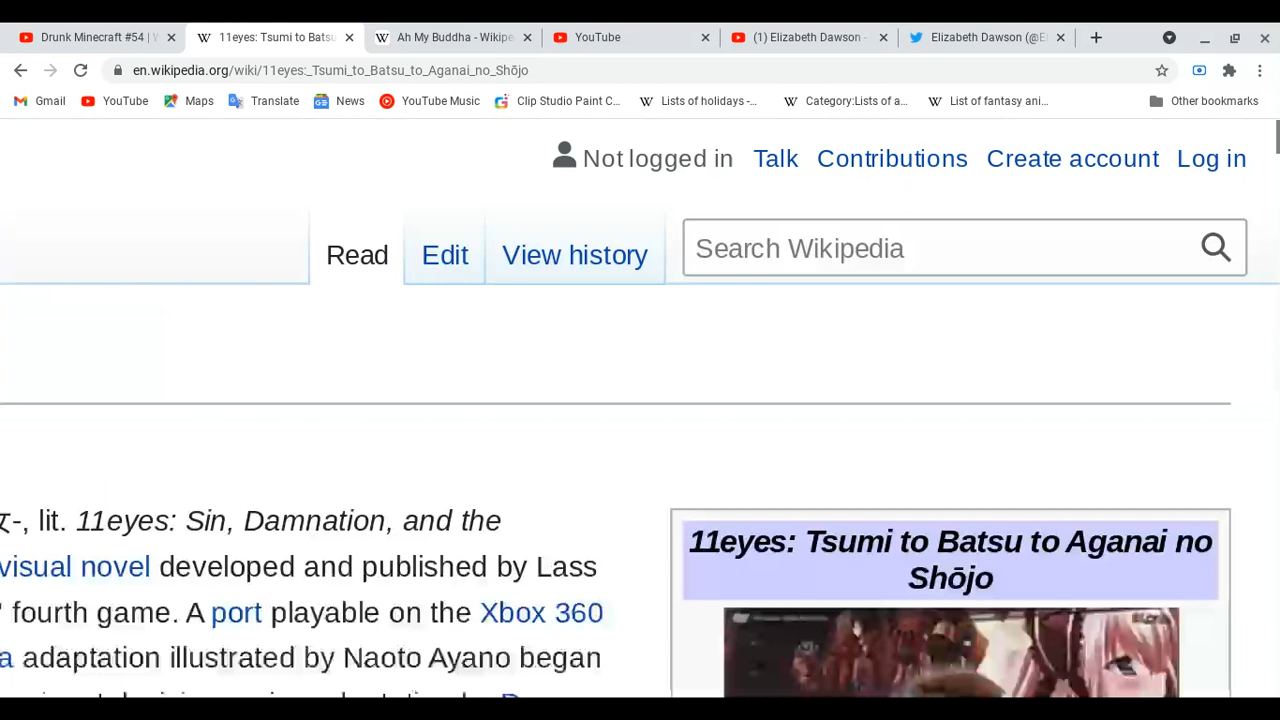 Drunk Minecraft #54 |
11eyes: Tsumi to Batsu
Ah My Buddha - Wikipe
YouTube
(1) Elizabeth Dawson -
Elizabeth Dawson (@E
en.wikipedia.org/wiki/11eyes:_Tsumi_to_Batsu_to_Aganai_no_Shōjo
Gmail
YouTube
Maps
Translate
News
YouTube Music
Clip Studio Paint C...
Lists of holidays -...
Category:Lists of a...
List of fantasy ani...
Other bookmarks
Not logged in Talk Contributions Create account Log in
Read Edit View history Search Wikipedia
女-, lit. 11eyes: Sin, Damnation, and the
visual novel developed and published by Lass
' fourth game. A port playable on the Xbox 360
a adaptation illustrated by Naoto Ayano began
11eyes: Tsumi to Batsu to Aganai no
Shōjo